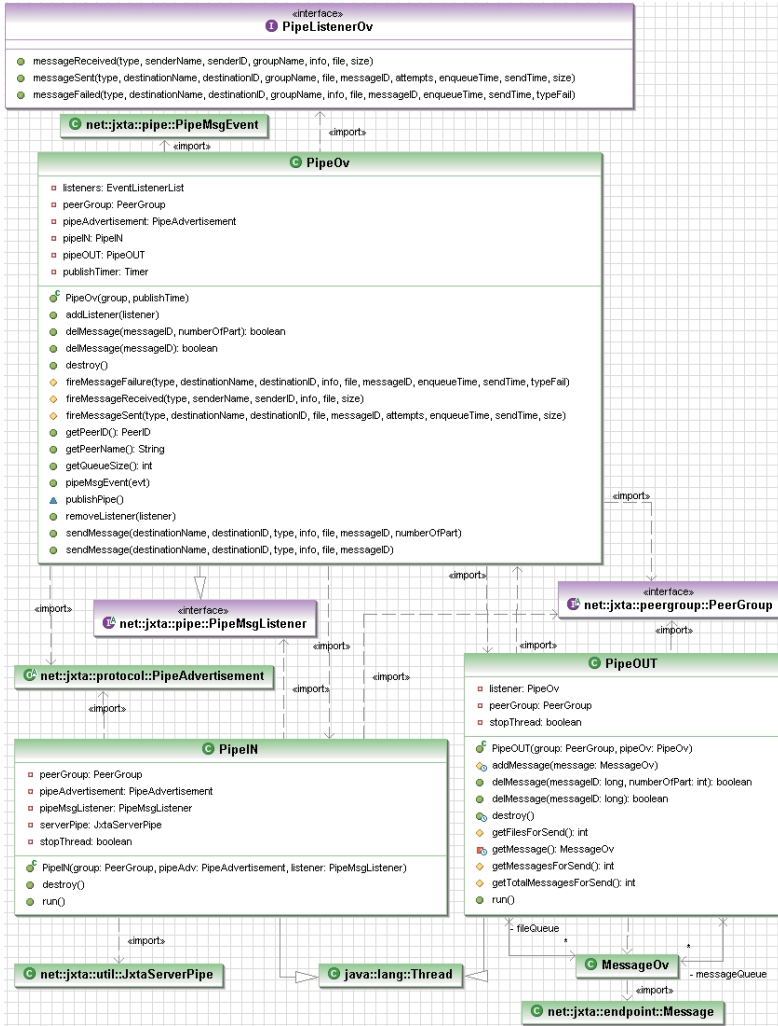 «interface»
PipeListenerOv
messageReceived(type, senderName, senderID, groupName, info, file, size)
messageSent(type, destinationName, destinationID, groupName, file, messageID, attempts, enqueueTime, sendTime, size)
messageFailed(type, destinationName, destinationID, groupName, info, file, messageID, enqueueTime, sendTime, typeFail)
net::jxta::pipe::PipeMsgEvent
«import»
«import»
PipeOv
listeners: EventListenerList
peerGroup: PeerGroup
pipeAdvertisement: PipeAdvertisement
pipeIN: PipeIN
pipeOUT: PipeOUT
publishTimer: Timer
PipeOv(group, publishTime)
addListener(listener)
delMessage(messageID, numberOfPart): boolean
delMessage(messageID): boolean
destroy()
fireMessageFailure(type, destinationName, destinationID, info, file, messageID, enqueueTime, sendTime, typeFail)
fireMessageReceived(type, senderName, senderID, info, file, size)
fireMessageSent(type, destinationName, destinationID, file, messageID, attempts, enqueueTime, sendTime, size)
getPeerID(): PeerID
getPeerName(): String
getQueueSize(): int
pipeMsgEvent(evt)
publishPipe()
removeListener(listener)
sendMessage(destinationName, destinationID, type, info, file, messageID, numberOfPart)
sendMessage(destinationName, destinationID, type, info, file, messageID)
«import»
«import»
«import»
«interface»
net::jxta::pipe::PipeMsgListener
«interface»
net::jxta::peergroup::PeerGroup
«import»
«import»
«import»
net::jxta::protocol::PipeAdvertisement
«import»
«import»
«import»
PipeOUT
listener: PipeOv
peerGroup: PeerGroup
stopThread: boolean
PipeOUT(group: PeerGroup, pipeOv: PipeOv)
addMessage(message: MessageOv)
delMessage(messageID: long, numberOfPart: int): boolean
delMessage(messageID: long): boolean
destroy()
getFilesForSend(): int
getMessage(): MessageOv
getMessagesForSend(): int
getTotalMessagesForSend(): int
run()
PipeIN
peerGroup: PeerGroup
pipeAdvertisement: PipeAdvertisement
pipeMsgListener: PipeMsgListener
serverPipe: JxtaServerPipe
stopThread: boolean
PipeIN(group: PeerGroup, pipeAdv: PipeAdvertisement, listener: PipeMsgListener)
destroy()
run()
- fileQueue
*
*
«import»
net::jxta::util::JxtaServerPipe
java::lang::Thread
MessageOv
- messageQueue
«import»
net::jxta::endpoint::Message